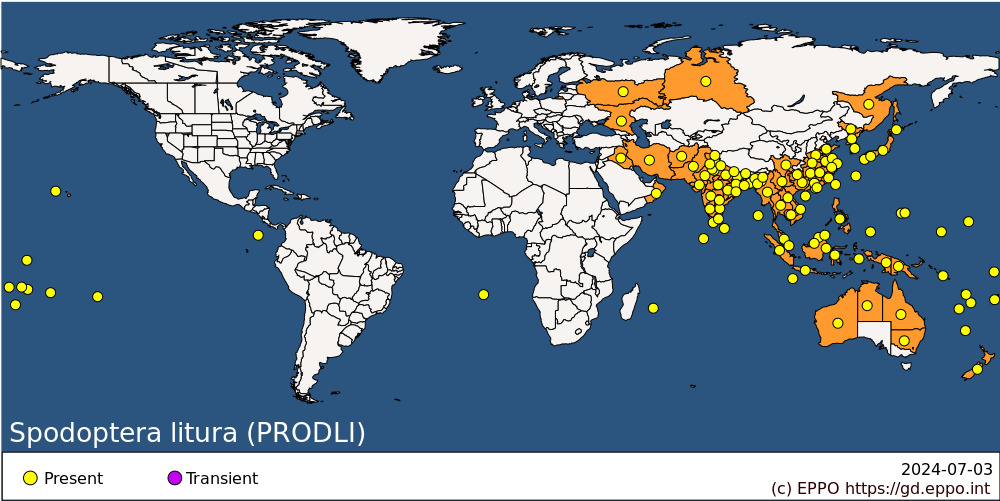 Spodoptera litura (PRODLI)
Present
Transient
2024-07-03
(c) EPPO https://gd.eppo.int